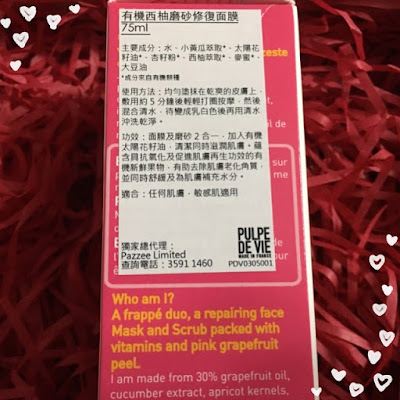 有機西柚磨砂修復面膜
75ml
主要成分：水、小黃瓜萃取*、太陽花
籽油*、杏籽粉*、西柚萃取*、麥蜜*、
大豆油
*成分來自有機耕種
使用方法：均勻塗抹在乾爽的皮膚上，
敷用約5分鐘後輕輕打圈按摩，然後
混合清水，待變成乳白色後再用清水
沖洗乾淨。
功效：面膜及磨砂2合一，加入有機
太陽花籽油，清潔同時滋潤肌膚。蘊
含具抗氧化及促進肌膚再生功效的有
機新鮮果物，有助去除肌膚老化角質，
並同時舒緩及為肌膚補充水分。
適合：任何肌膚，敏感肌適用
獨家總代理：
Pazzee Limited
查詢電話：3591 1460
PULPE
DE VIE
MADE IN FRANCE
PDV0305001
Who am I?
A frappé duo, a repairing face
Mask and Scrub packed with
vitamins and pink grapefruit
peel.
I am made from 30% grapefruit oil,
cucumber extract, apricot kernels,